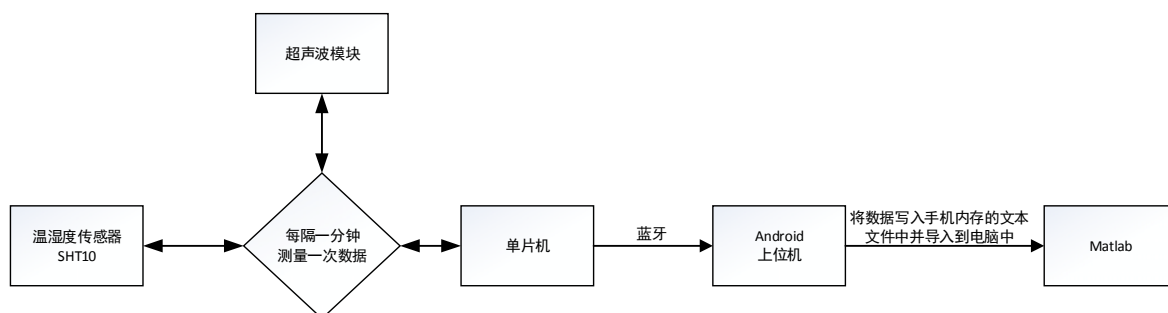 超声波模块
温湿度传感器
SHT10
每隔一分钟
测量一次数据
单片机
蓝牙
Android
上位机
将数据写入手机内存的文本
文件中并导入到电脑中
Matlab